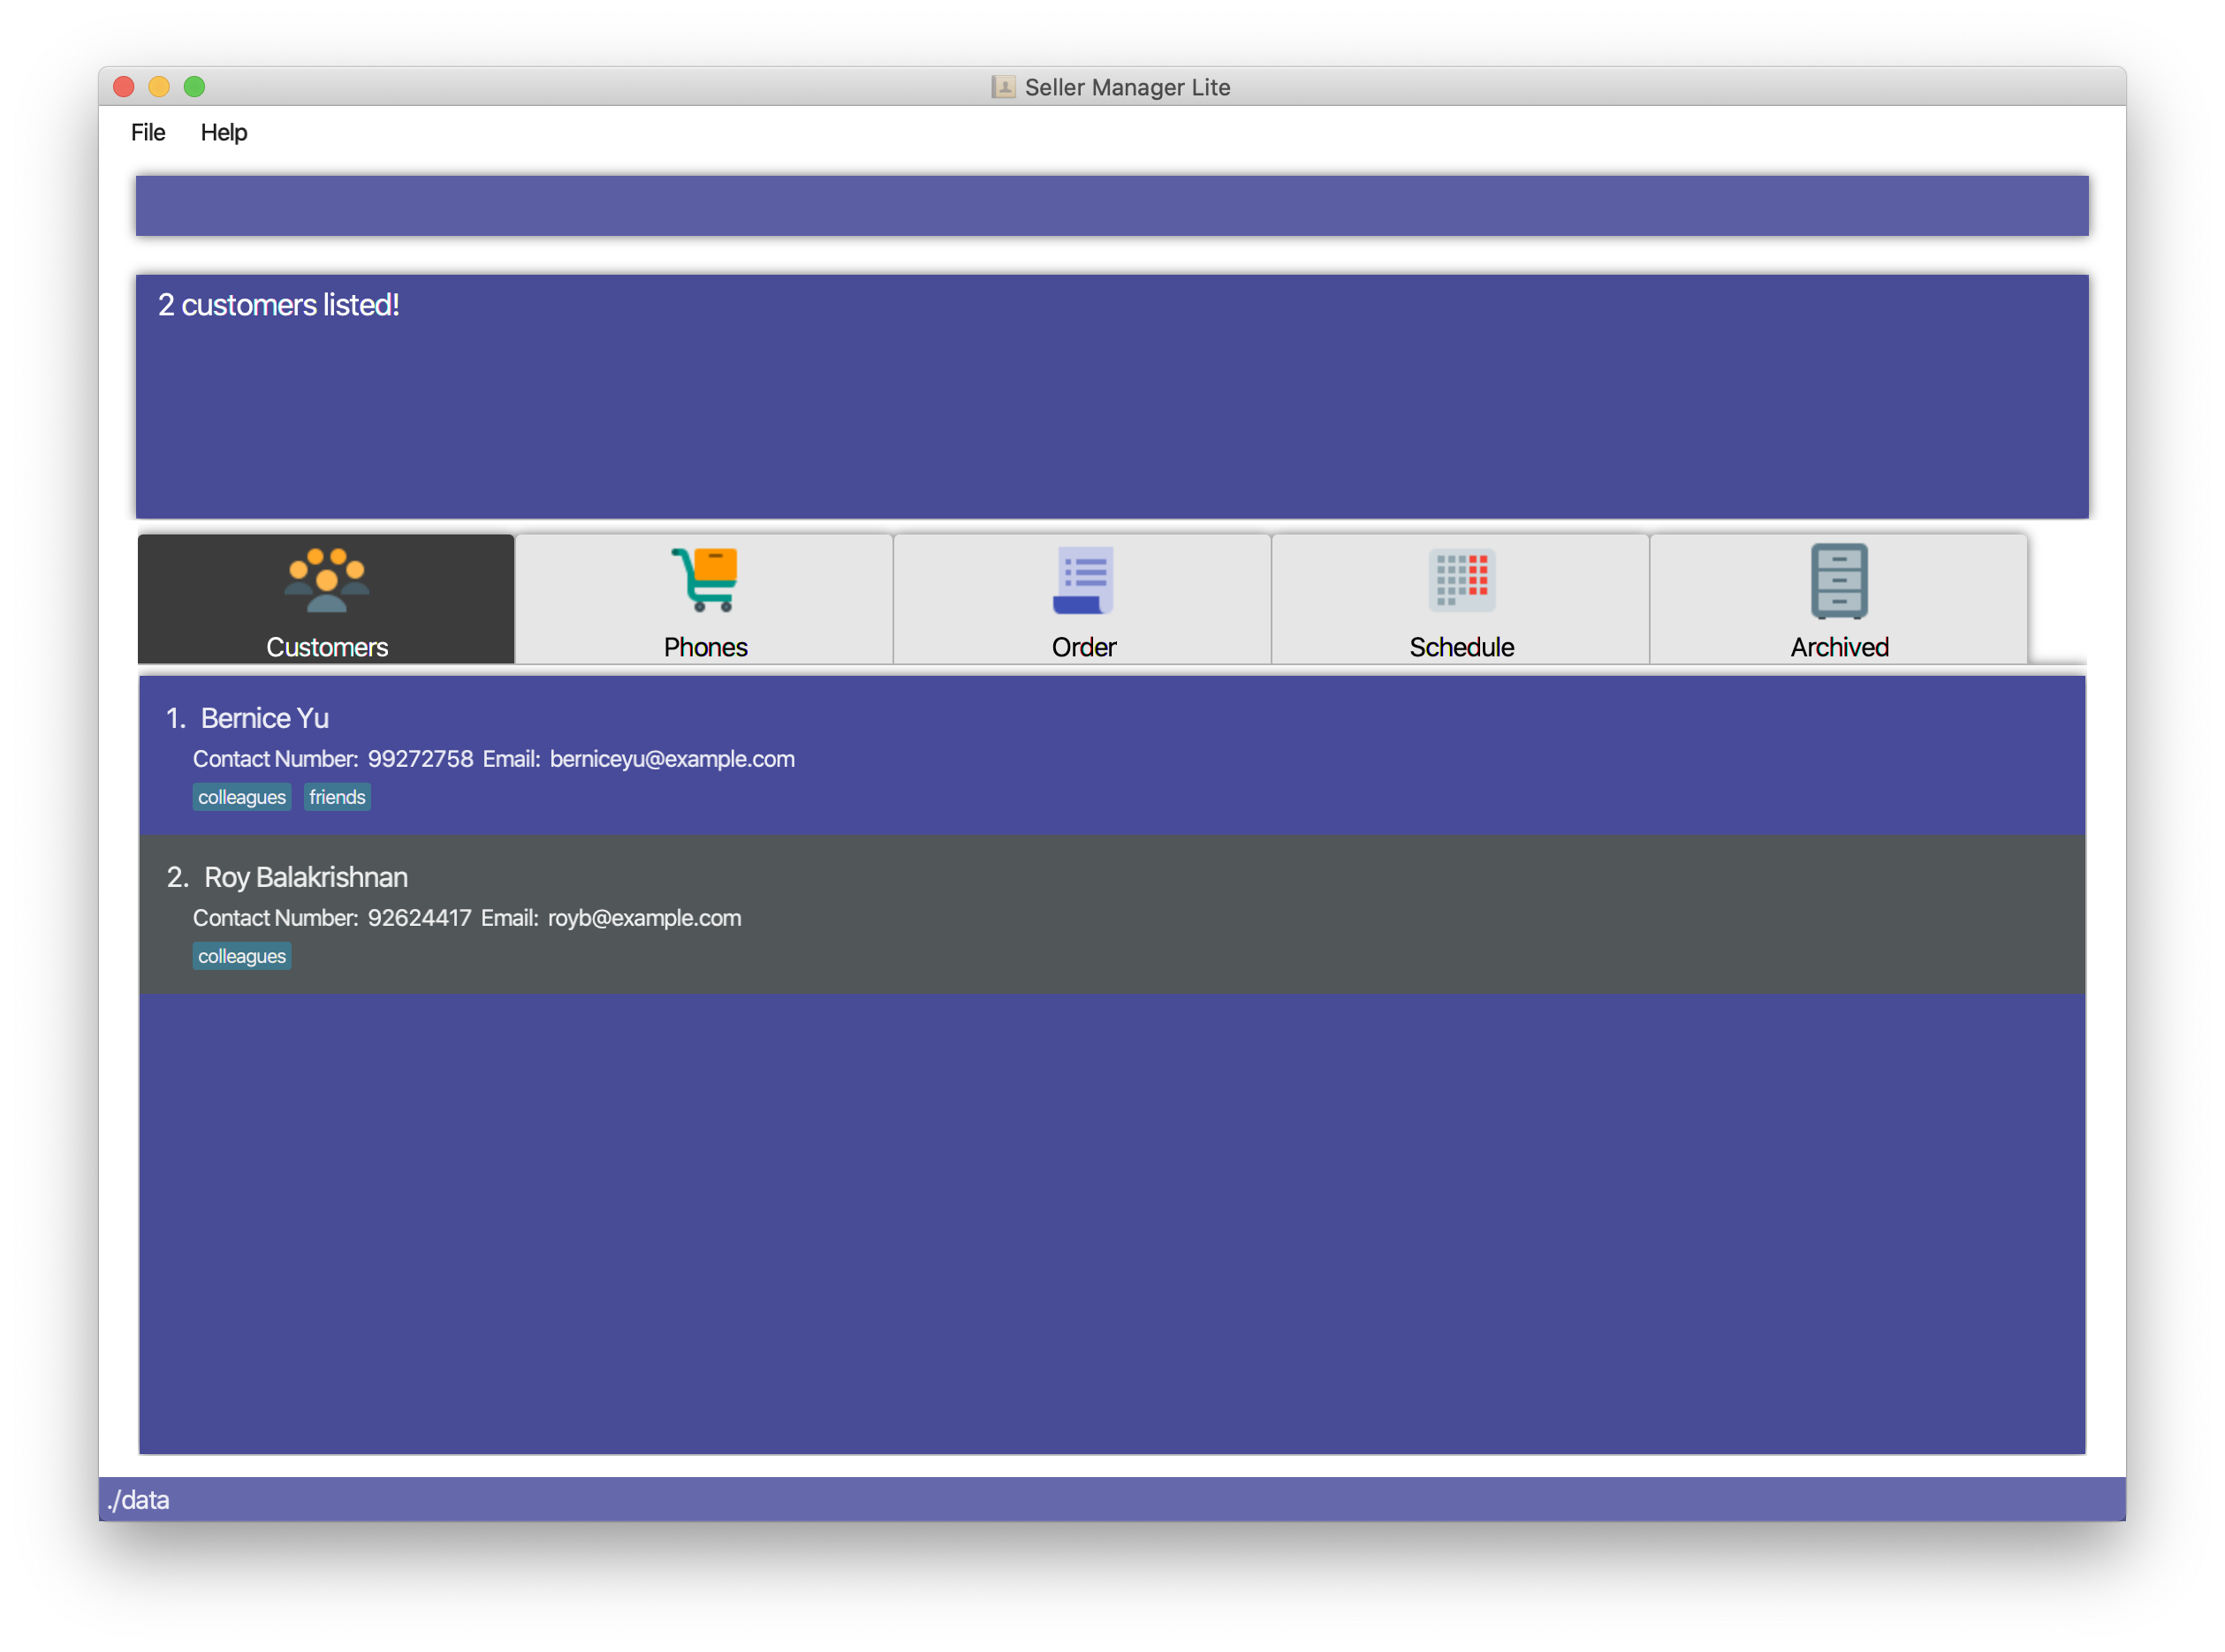 Seller Manager Lite
File Help
2 customers listed!
Customers Phones Order Schedule Archived
1. Bernice Yu
Contact Number: 99272758 Email: berniceyu@example.com
colleagues friends
2. Roy Balakrishnan
Contact Number: 92624417 Email: royb@example.com
colleagues
./data